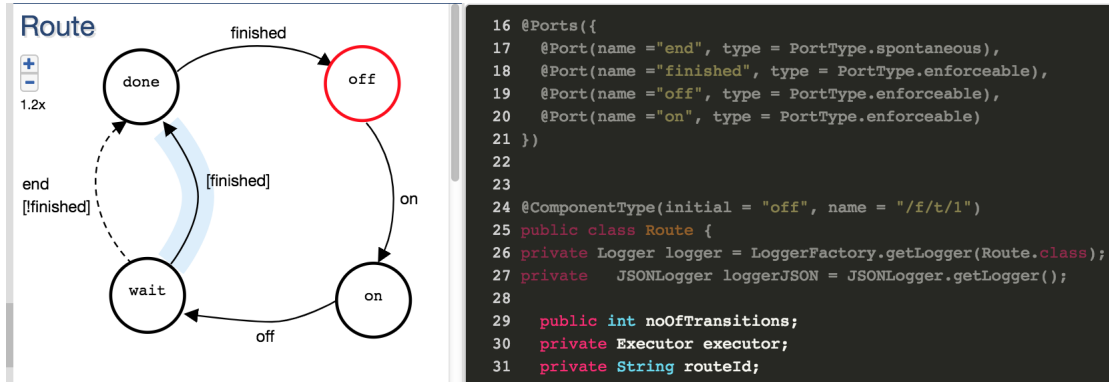 Route
+
-
1.2x
finished
done
off
end
[!finished]
[finished]
on
wait
on
off
16 @Ports({
17 @Port(name ="end", type = PortType.spontaneous),
18 @Port(name ="finished", type = PortType.enforceable),
19 @Port(name ="off", type = PortType.enforceable),
20 @Port(name ="on", type = PortType.enforceable)
21 })
22
23
24 @ComponentType(initial = "off", name = "/f/t/1")
25 public class Route {
26 private Logger logger = LoggerFactory.getLogger(Route.class);
27 private JSONLogger loggerJSON = JSONLogger.getLogger();
28
29 public int noOfTransitions;
30 private Executor executor;
31 private String routeId;